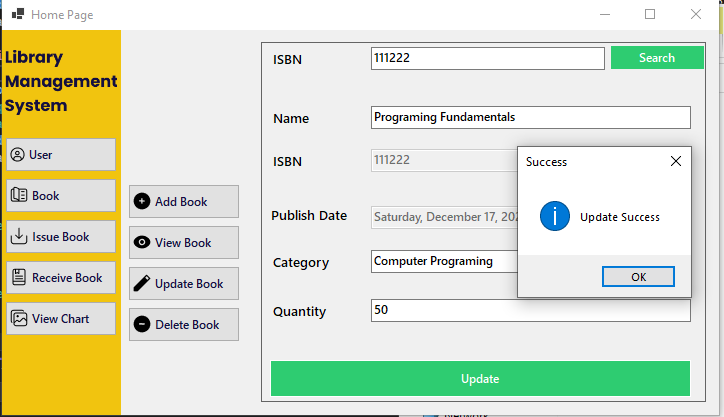 Home Page
Library
Management
System
User
Book
Issue Book
Receive Book
View Chart
Add Book
View Book
Update Book
Delete Book
ISBN
111222
Search
Name
Programing Fundamentals
ISBN
111222
Publish Date
Saturday, December 17,
Category
Computer Programing
Quantity
50
Update
Success
Update Success
OK